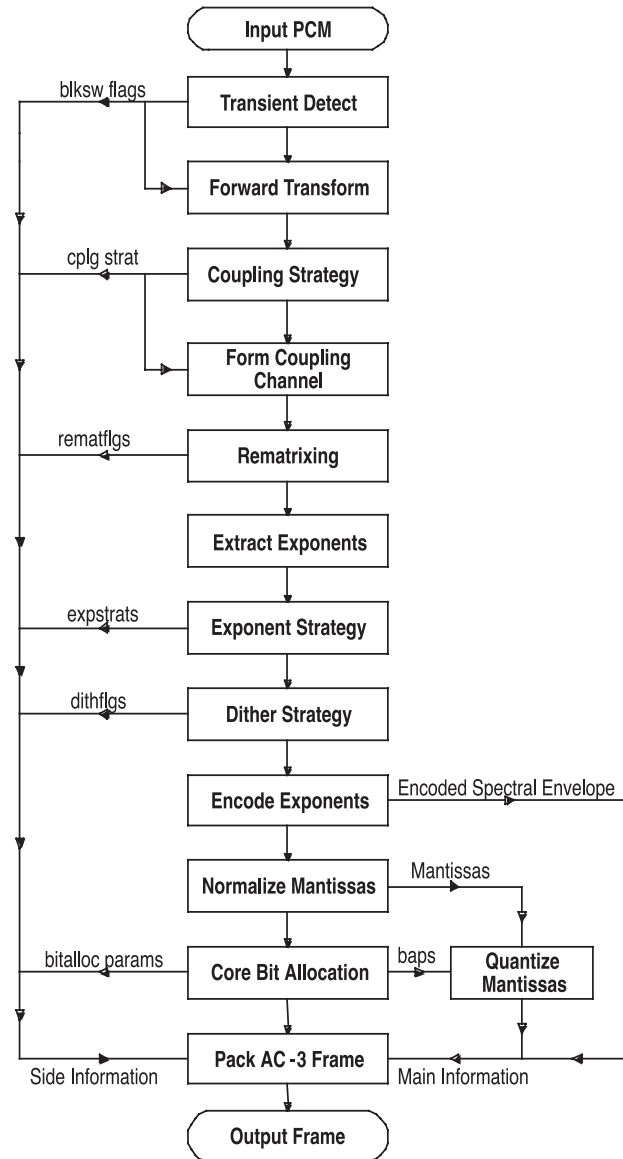 Input PCM
blksw flags
Transient Detect
Forward Transform
cplg strat
Coupling Strategy
Form Coupling
Channel
rematflgs
Rematrixing
Extract Exponents
expstrats
Exponent Strategy
dithflgs
Dither Strategy
Encode Exponents
Encoded Spectral Envelope
Normalize Mantissas
Mantissas
bitalloc params
Core Bit Allocation
baps
Quantize
Mantissas
Side Information
Pack AC-3 Frame
Main Information
Output Frame